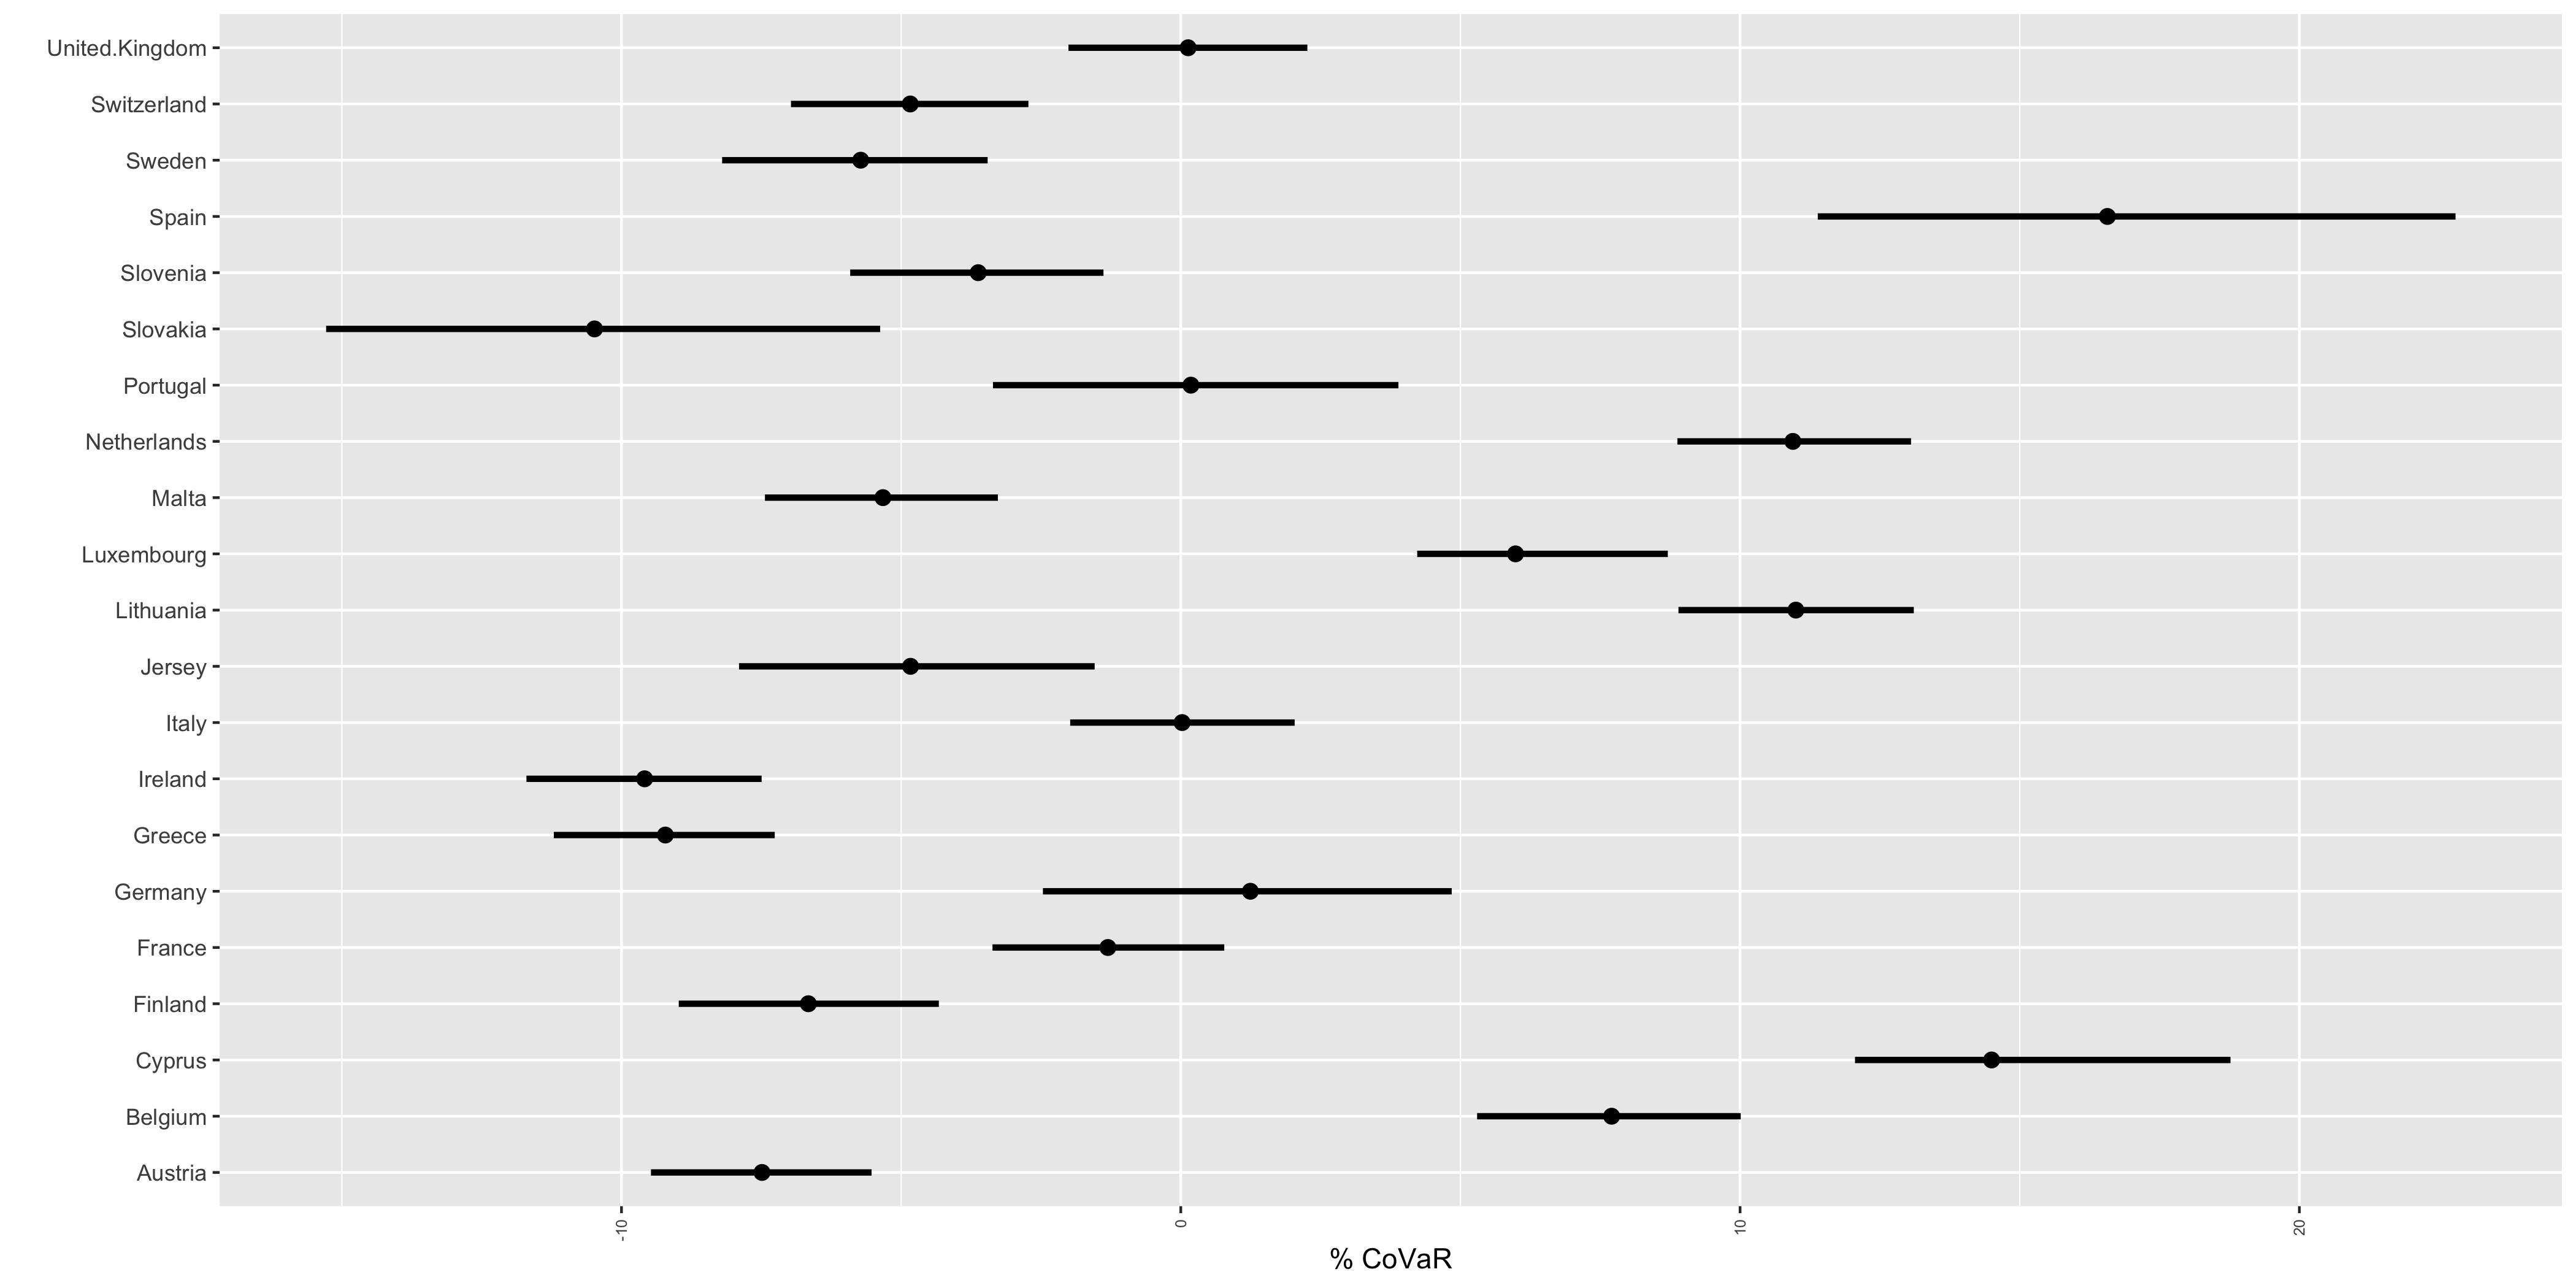 United.Kingdom
Switzerland
Sweden
Spain
Slovenia
Slovakia
Portugal
Netherlands
Malta
Luxembourg
Lithuania
Jersey
Italy
Ireland
Greece
Germany
France
Finland
Cyprus
Belgium
Austria
-10
0
10
20
% CoVaR